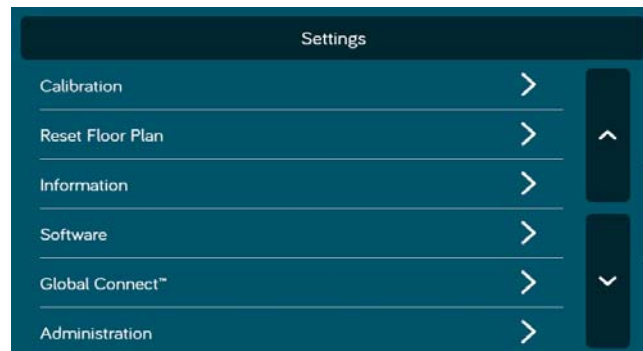 Settings
Calibration
Reset Floor Plan
Information
Software
Global Connect™
Administration